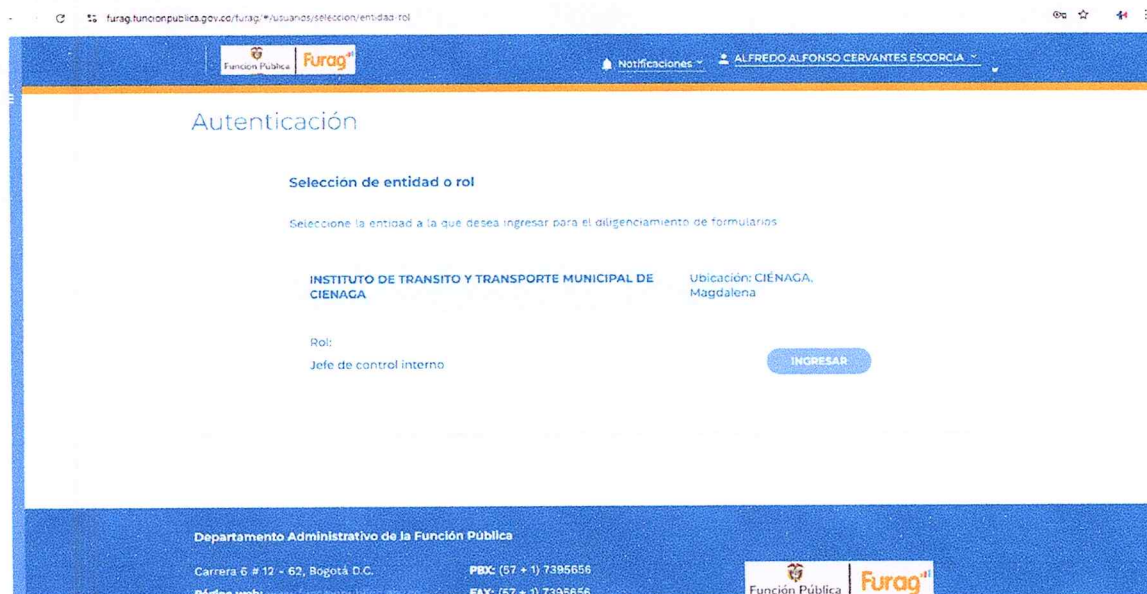 furag.funcionpublica.gov.co/furag/#/usuarios/seleccion/entidad-rol
Función Pública Furag
Notificaciones
ALFREDO ALFONSO CERVANTES ESCORCIA
Autenticación
Selección de entidad o rol
Seleccione la entidad a la que desea ingresar para el diligenciamiento de formularios
INSTITUTO DE TRANSITO Y TRANSPORTE MUNICIPAL DE
CIENAGA
Ubicación: CIÉNAGA,
Magdalena
Rol:
Jefe de control interno
INGRESAR
Departamento Administrativo de la Función Pública
Carrera 6 # 12 - 62, Bogotá D.C.
PBX: (57 + 1) 7395656
Página web:
FAX: (57 + 1) 7395656
Función Pública Furag